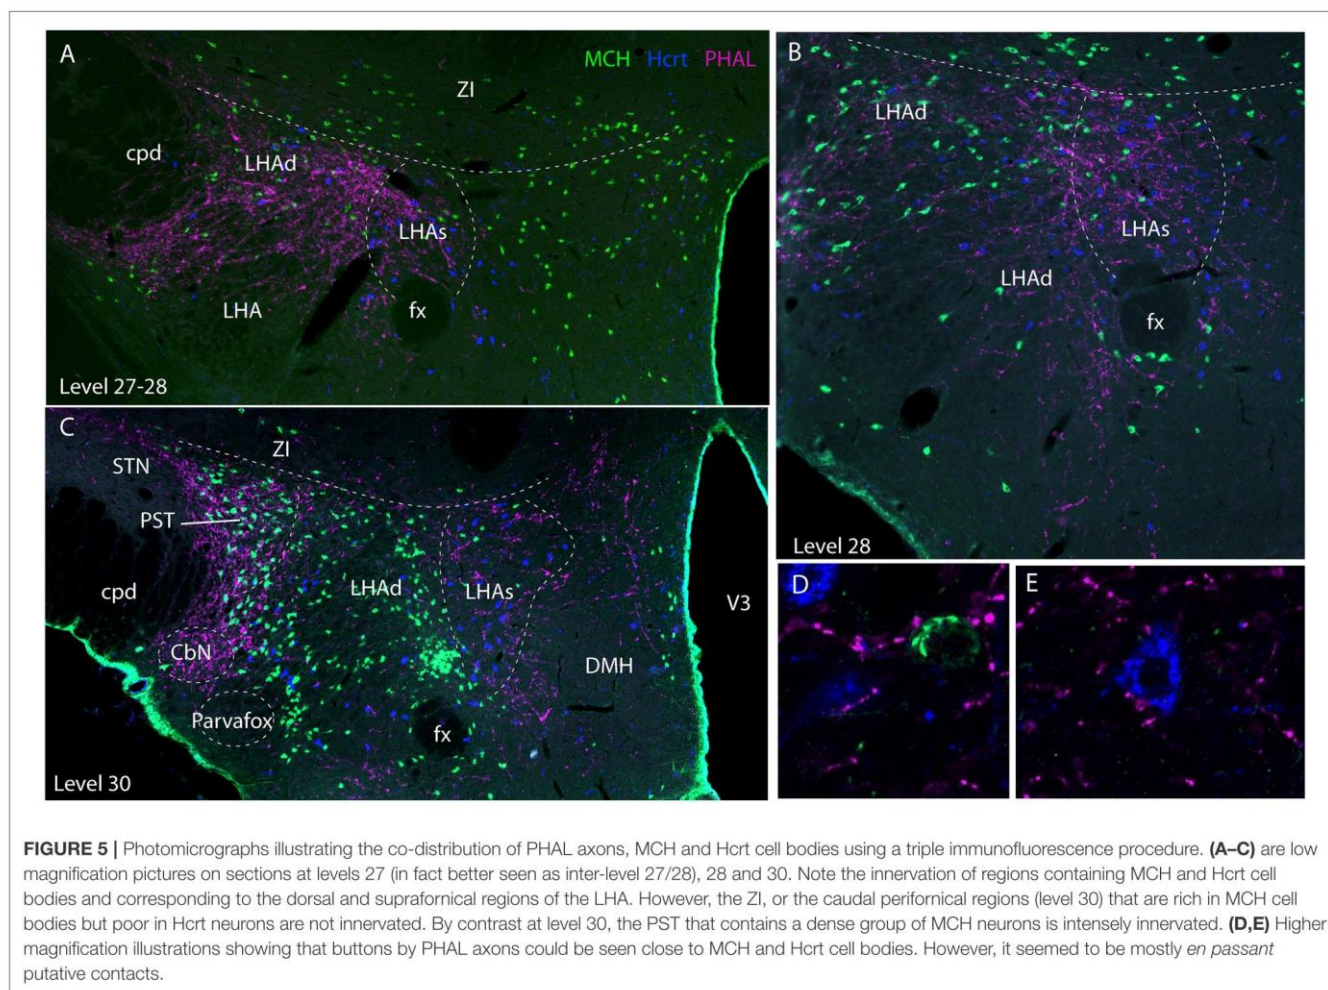 A
MCH Hcrt PHAL
ZI
cpd
LHAd
LHAs
LHA
fx
Level 27-28
B
LHAd
LHAs
LHAd
fx
Level 28
C
ZI
STN
PST
LHAd
LHAs
cpd
V3
CbN
DMH
Parvafox
fx
Level 30
D
E
FIGURE 5 | Photomicrographs illustrating the co-distribution of PHAL axons, MCH and Hcrt cell bodies using a triple immunofluorescence procedure. (A–C) are low
magnification pictures on sections at levels 27 (in fact better seen as inter-level 27/28), 28 and 30. Note the innervation of regions containing MCH and Hcrt cell
bodies and corresponding to the dorsal and suprafornical regions of the LHA. However, the ZI, or the caudal perifornical regions (level 30) that are rich in MCH cell
bodies but poor in Hcrt neurons are not innervated. By contrast at level 30, the PST that contains a dense group of MCH neurons is intensely innervated. (D,E) Higher
magnification illustrations showing that buttons by PHAL axons could be seen close to MCH and Hcrt cell bodies. However, it seemed to be mostly en passant
putative contacts.